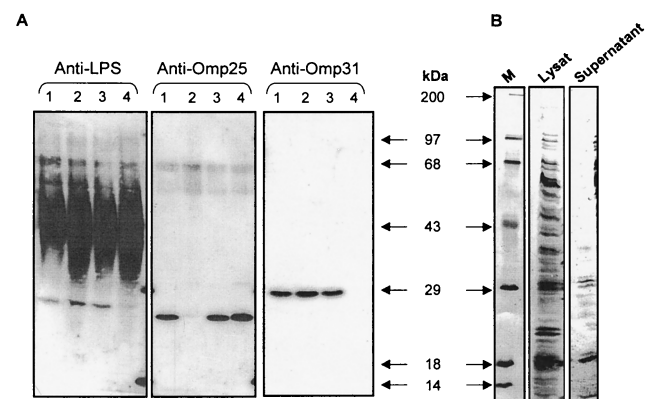 A
B
Anti-LPS Anti-Omp25 Anti-Omp31
1 2 3 4 1 2 3 4 1 2 3 4
kDa
M Lysat Supernatant
200
97
68
43
29
18
14